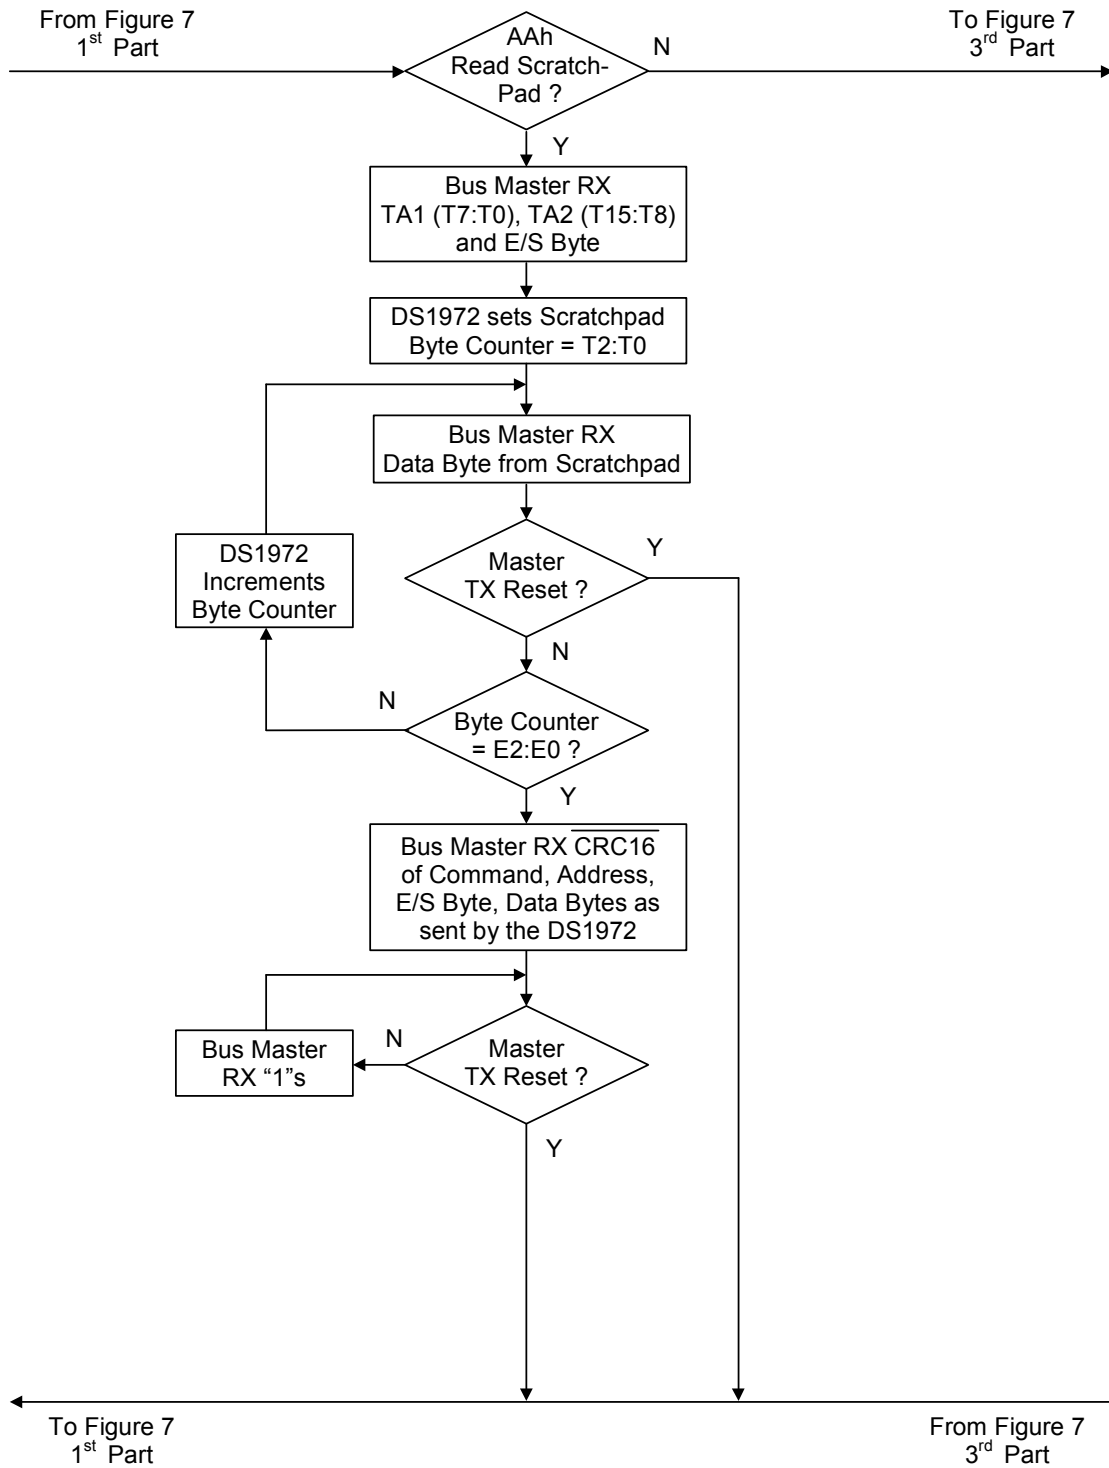 From Figure 7
1st Part
To Figure 7
3rd Part
AAh
Read Scratch-
Pad ?
N
Y
Bus Master RX
TA1 (T7:T0), TA2 (T15:T8)
and E/S Byte
DS1972 sets Scratchpad
Byte Counter = T2:T0
Bus Master RX
Data Byte from Scratchpad
DS1972
Increments
Byte Counter
Master
TX Reset ?
Y
N
N
Byte Counter
= E2:E0 ?
Y
Bus Master RX CRC16
of Command, Address,
E/S Byte, Data Bytes as
sent by the DS1972
Bus Master
RX “1”s
N
Master
TX Reset ?
Y
To Figure 7
1st Part
From Figure 7
3rd Part